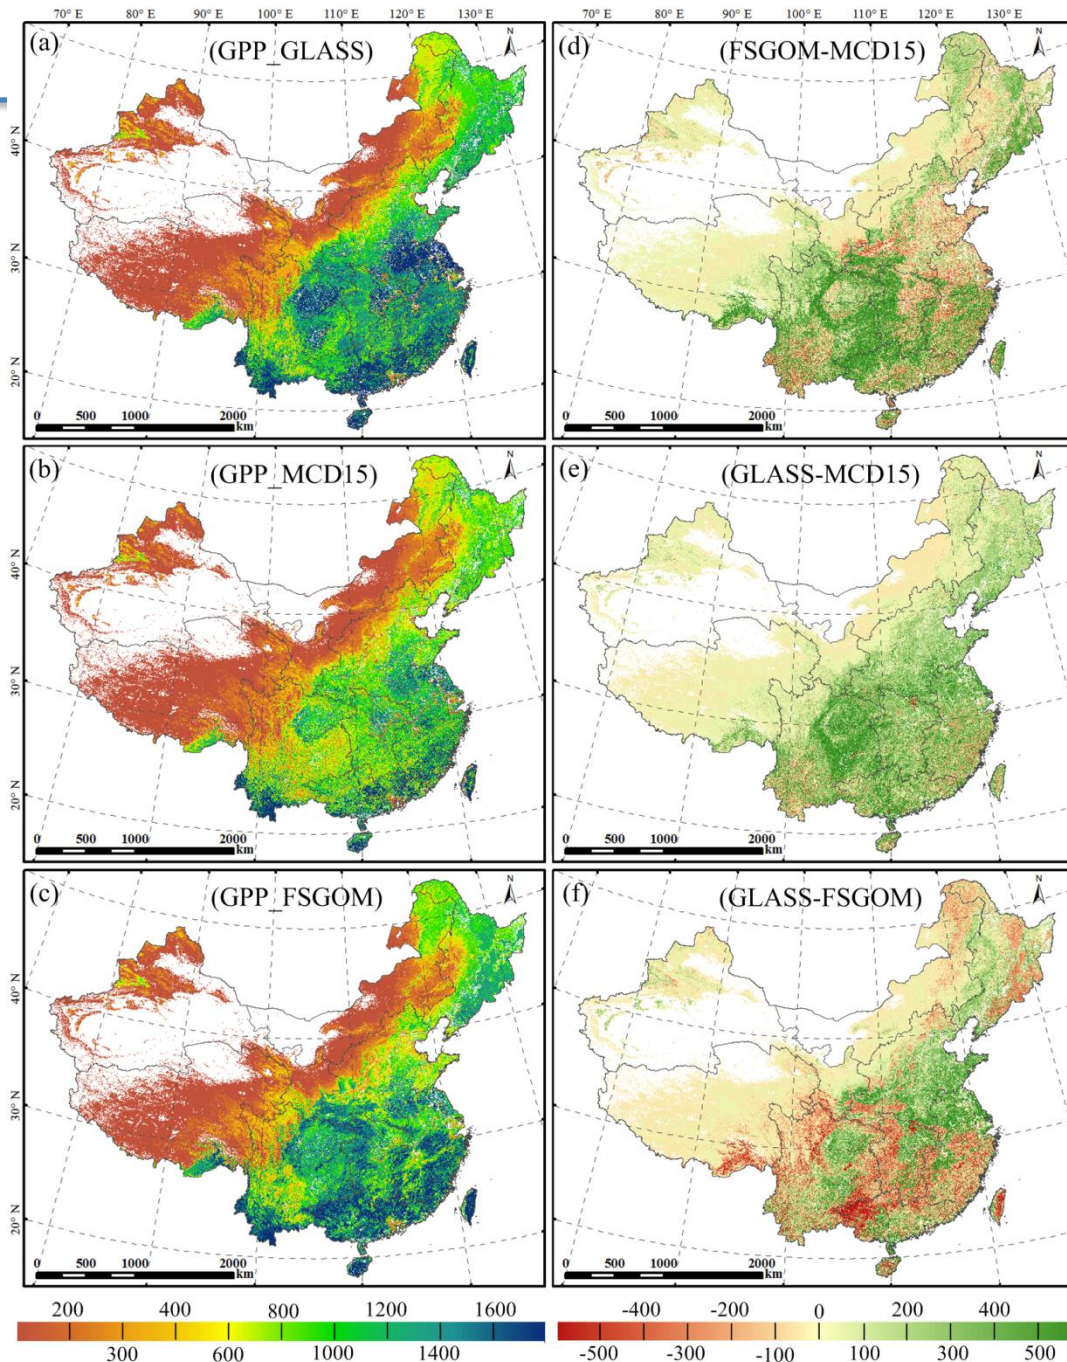 70° E 80° E 90° E 100° E 110° E 120° E 130° E
70° E 80° E 90° E 100° E 110° E 120° E 130° E
(a)
(GPP_GLASS)
N
40° N
30° N
20° N
0 500 1000 2000
km
(d)
(FSGOM-MCD15)
N
0 500 1000 2000
km
(b)
(GPP_MCD15)
N
40° N
30° N
20° N
0 500 1000 2000
km
(e)
(GLASS-MCD15)
N
0 500 1000 2000
km
(c)
(GPP_FSGOM)
N
40° N
30° N
20° N
0 500 1000 2000
km
(f)
(GLASS-FSGOM)
N
0 500 1000 2000
km
200 400 800 1200 1600
300 600 1000 1400
-400 -200 0 200 400
-500 -300 -100 100 300 500